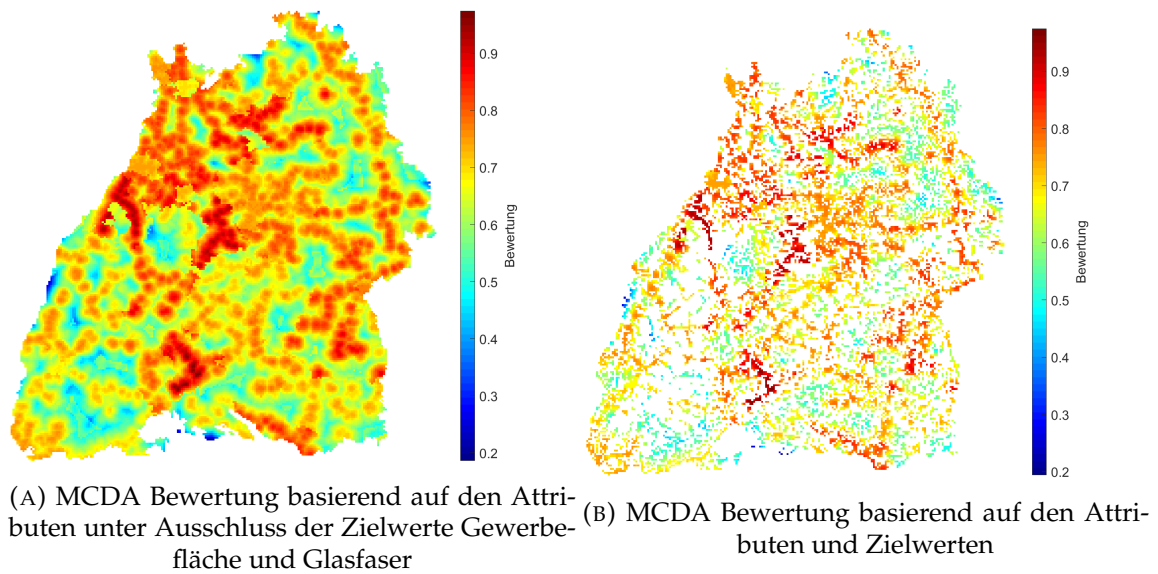 0.9
0.8
0.7
0.6
0.5
0.4
0.3
0.2
Bewertung
(A) MCDA Bewertung basierend auf den Attri-
buten unter Ausschluss der Zielwerte Gewerbe-
fläche und Glasfaser
0.9
0.8
0.7
0.6
0.5
0.4
0.3
0.2
Bewertung
(B) MCDA Bewertung basierend auf den Attri-
buten und Zielwerten